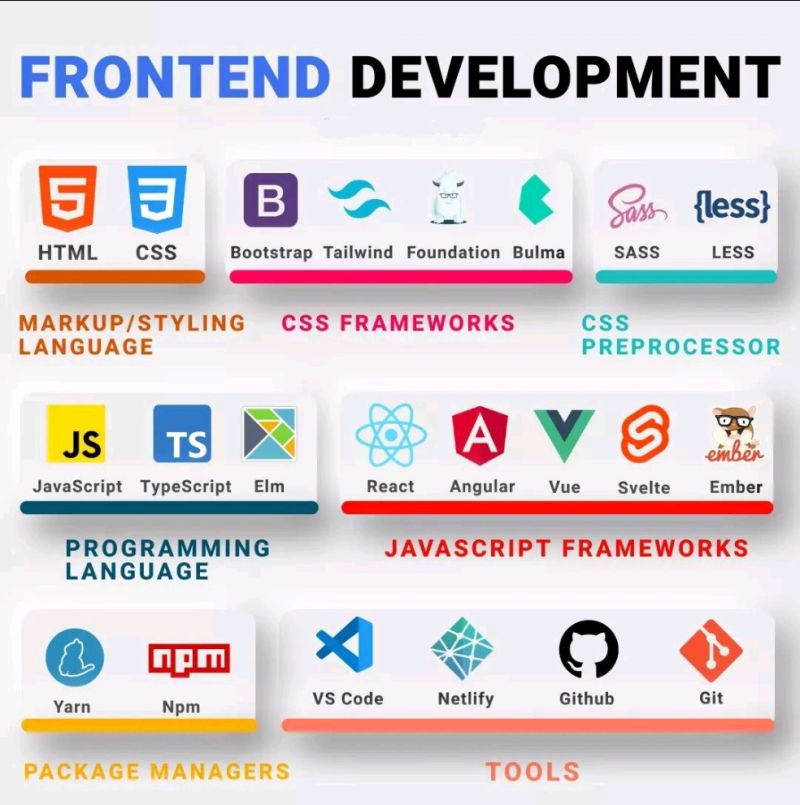 FRONTEND DEVELOPMENT
HTML
CSS
MARKUP/STYLING
LANGUAGE
B
Bootstrap
Tailwind
Foundation
Bulma
CSS FRAMEWORKS
Sass
{less}
SASS
LESS
CSS
PREPROCESSOR
JS
TS
JavaScript
TypeScript
Elm
PROGRAMMING
LANGUAGE
A
ember
React
Angular
Vue
Svelte
Ember
JAVASCRIPT FRAMEWORKS
npm
Yarn
Npm
PACKAGE MANAGERS
VS Code
Netlify
Github
Git
TOOLS